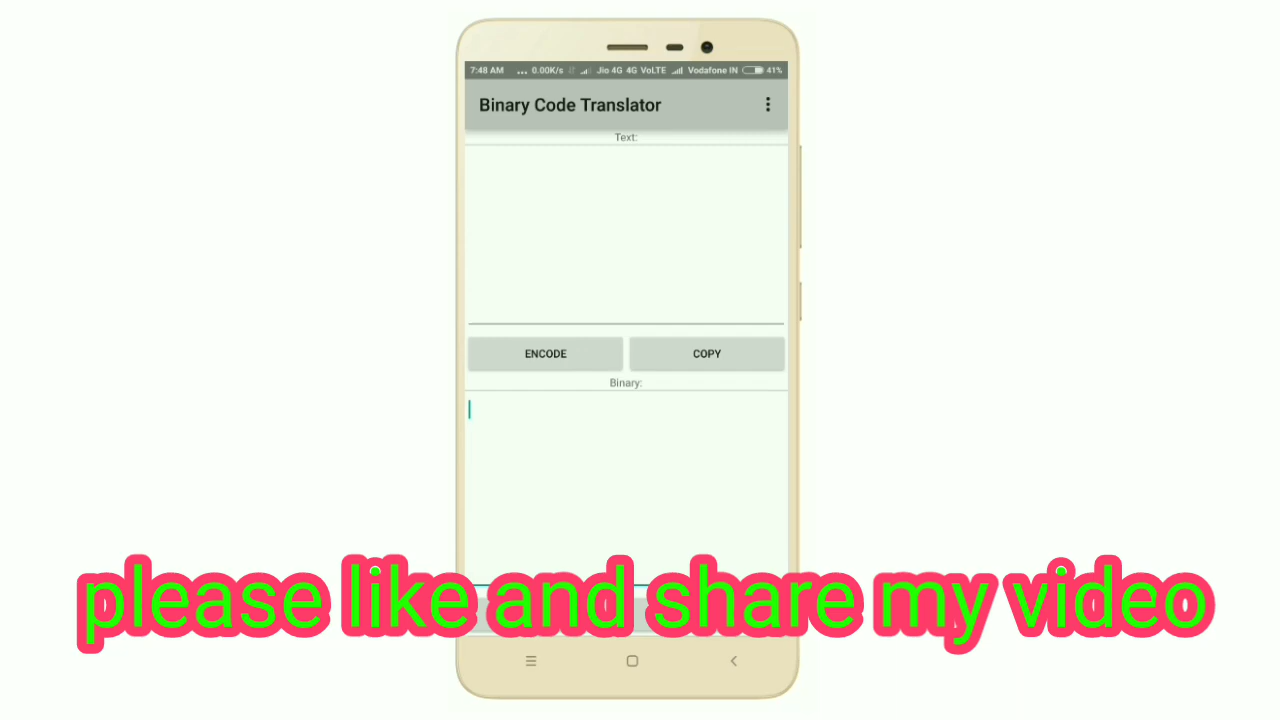 7:48 AM ... 0.00K/s Jio 4G 4G VoLTE Vodafone IN 41%
Binary Code Translator
Text:
ENCODE COPY
Binary:
please like and share my video